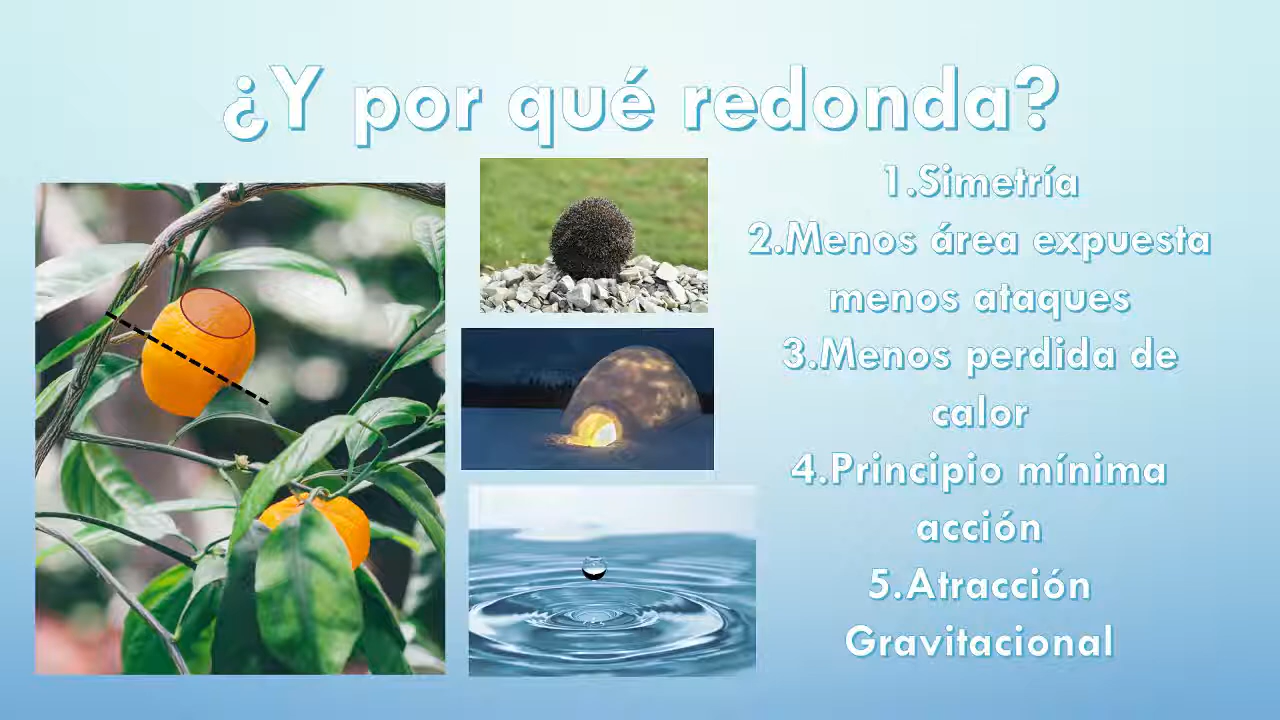 ¿Y por qué redonda?
1.Simetría
2.Menos área expuesta
menos ataques
3.Menos perdida de
calor
4.Principio mínima
acción
5.Atracción
Gravitacional